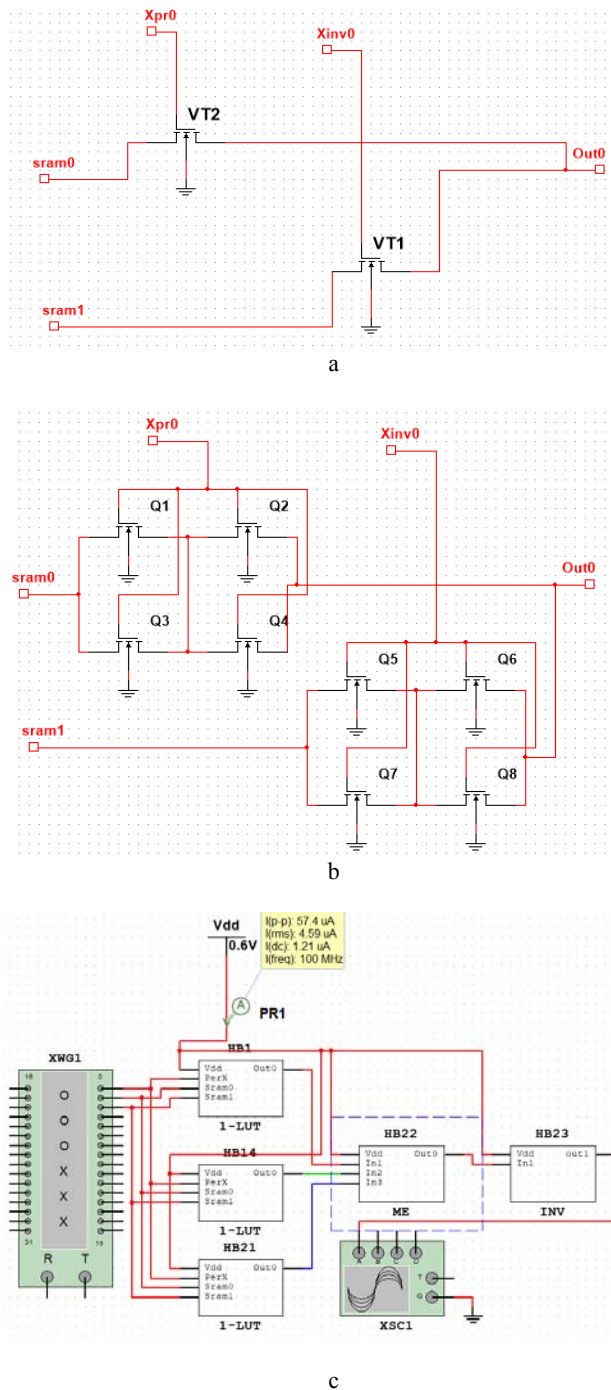 Xpr0
Xinv0
VT2
sram0
Out0
VT1
sram1
a
Xpr0
Xinv0
Q1
Q2
sram0
Out0
Q3
Q4
Q5
Q6
sram1
Q7
Q8
b
Vdd
0.6V
I(p-p): 57.4 uA
I(rms): 4.59 uA
I(dc): 1.21 uA
I(freq): 100 MHz
A
PR1
XWG1
O
O
O
X
X
X
R T
HB1
Vdd Out0
PerX
Sram0
Sram1
1-LUT
HB14
Vdd Out0
PerX
Sram0
Sram1
1-LUT
HB21
Vdd Out0
PerX
Sram0
Sram1
1-LUT
HB22
Vdd Out0
In1
In2
In3
ME
HB23
Vdd out1
In1
INV
A B C D
T
G
XSC1
c